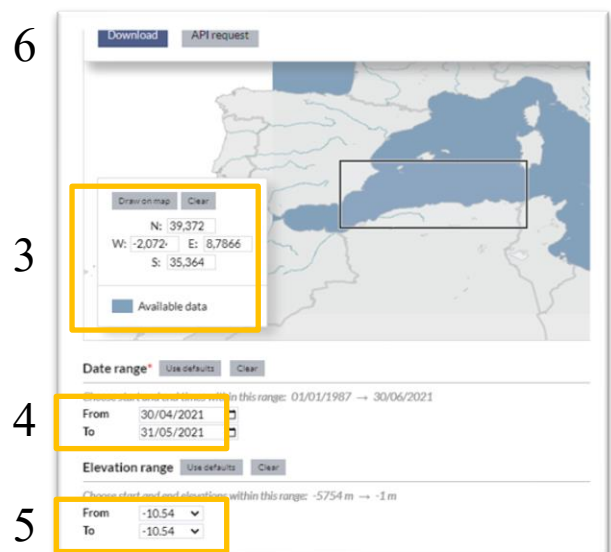 6
Download API request
3
Draw on map Clear
N: 39,372
W: -2,072 E: 8,7866
S: 35,364
Available data
Date range* Use defaults Clear
Choose start and end times within this range: 01/01/1987 → 30/06/2021
4
From 30/04/2021
To 31/05/2021
Elevation range Use defaults Clear
Choose start and end elevations within this range: -5754 m → -1 m
5
From -10.54
To -10.54